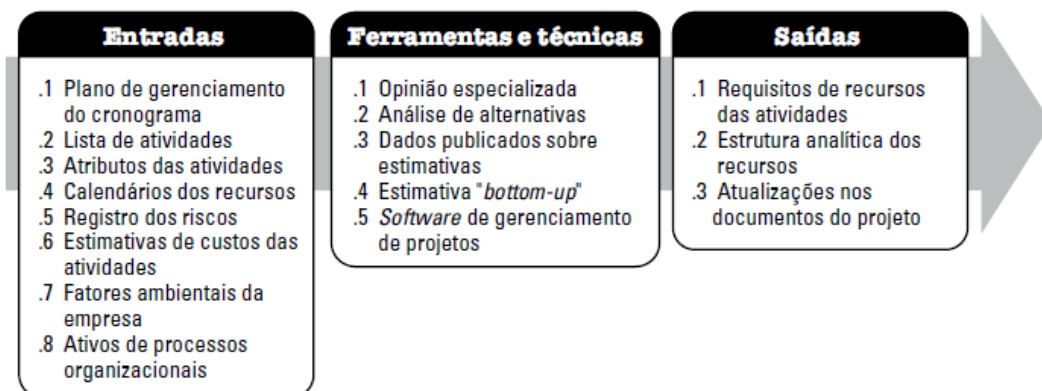 Entradas
.1 Plano de gerenciamento
do cronograma
.2 Lista de atividades
.3 Atributos das atividades
.4 Calendários dos recursos
.5 Registro dos riscos
.6 Estimativas de custos das
atividades
.7 Fatores ambientais da
empresa
.8 Ativos de processos
organizacionais
Ferramentas e técnicas
.1 Opinião especializada
.2 Análise de alternativas
.3 Dados publicados sobre
estimativas
.4 Estimativa "bottom-up"
.5 Software de gerenciamento
de projetos
Saídas
.1 Requisitos de recursos
das atividades
.2 Estrutura analítica dos
recursos
.3 Atualizações nos
documentos do projeto